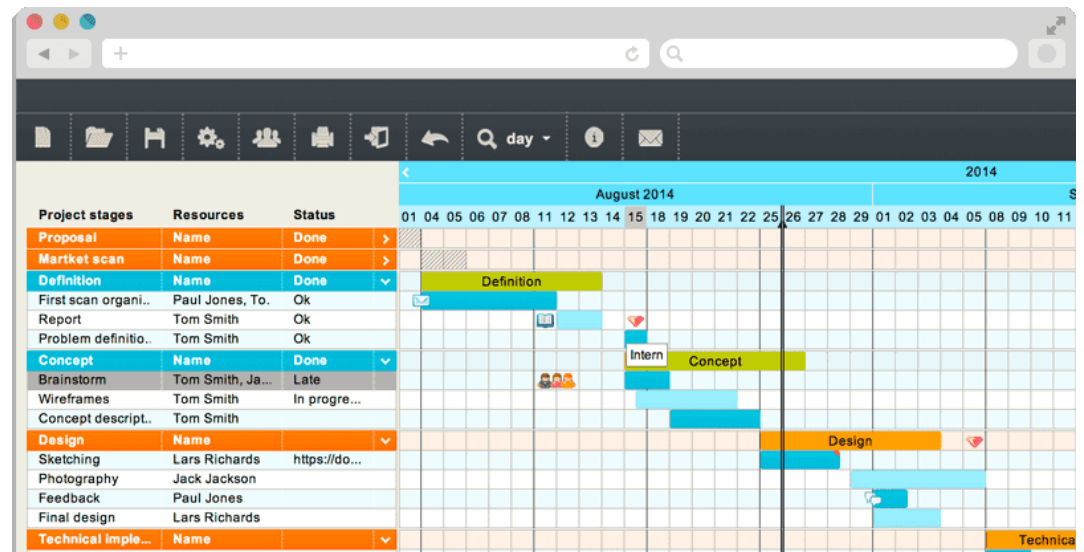 day
2014
August 2014
S
Project stages Resources Status
01 04 05 06 07 08 11 12 13 14 15 18 19 20 21 22 25 26 27 28 29 01 02 03 04 05 08 09 10 11
Proposal Name Done
Martket scan Name Done
Definition Name Done Definition
First scan organi.. Paul Jones, To. Ok
Report Tom Smith Ok
Problem definitio.. Tom Smith Ok
Intern
Concept Name Done Concept
Brainstorm Tom Smith, Ja... Late
Wireframes Tom Smith In progre...
Concept descript.. Tom Smith
Design Name Design
Sketching Lars Richards https://do...
Photography Jack Jackson
Feedback Paul Jones
Final design Lars Richards
Technical imple... Name Technica